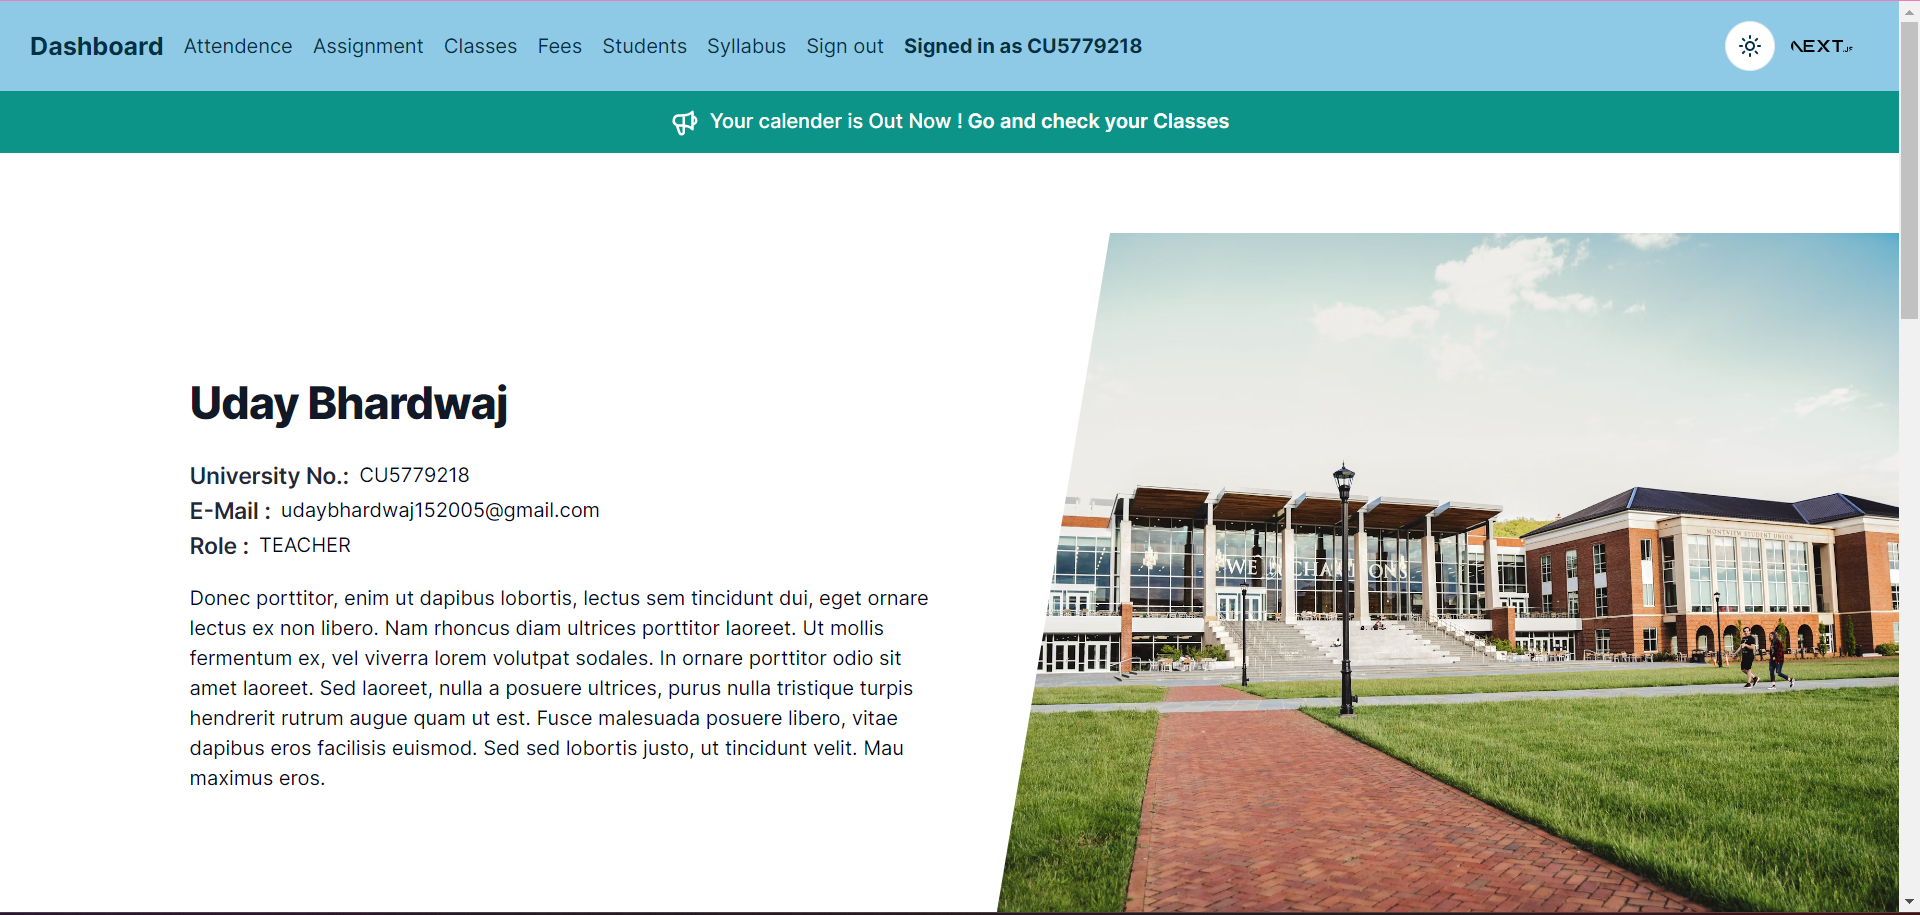 Dashboard Attendence Assignment Classes Fees Students Syllabus Sign out Signed in as CU5779218 NEXT.JS
Your calender is Out Now ! Go and check your Classes
Uday Bhardwaj
University No.: CU5779218
E-Mail : udaybhardwaj152005@gmail.com
Role : TEACHER
Donec porttitor, enim ut dapibus lobortis, lectus sem tincidunt dui, eget ornare
lectus ex non libero. Nam rhoncus diam ultrices porttitor laoreet. Ut mollis
fermentum ex, vel viverra lorem volutpat sodales. In ornare porttitor odio sit
amet laoreet. Sed laoreet, nulla a posuere ultrices, purus nulla tristique turpis
hendrerit rutrum augue quam ut est. Fusce malesuada posuere libero, vitae
dapibus eros facilisis euismod. Sed sed lobortis justo, ut tincidunt velit. Mau
maximus eros.
MONTVIEW STUDENT UNION
WE